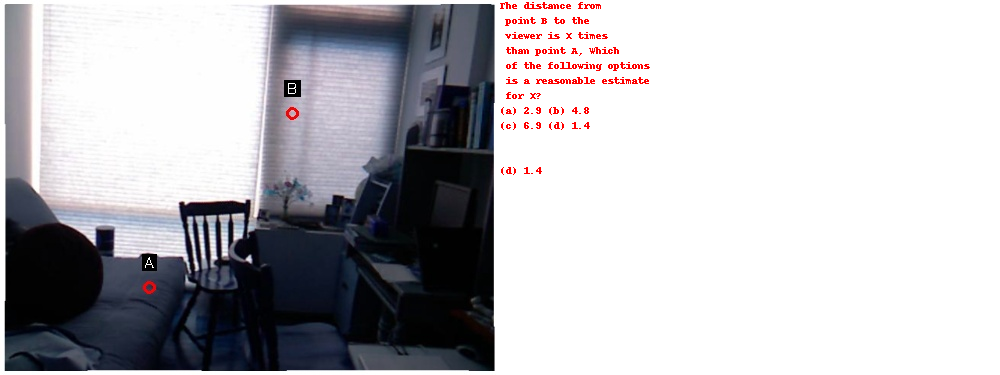 B
A
The distance from
point B to the
viewer is X times
than point A, Which
of the following options
is a reasonable estimate
for X?
(a) 2.9 (b) 4.8
(c) 6.9 (d) 1.4
(d) 1.4